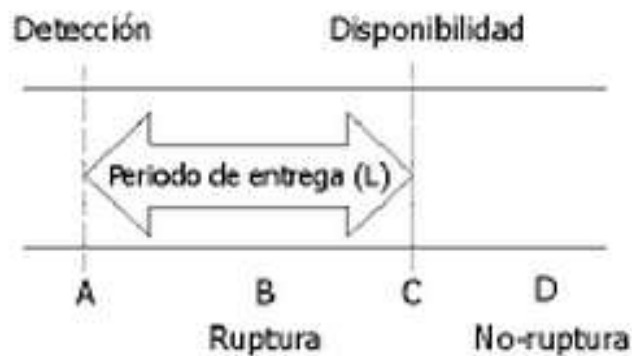 Detección Disponibilidad
Periodo de entrega (L)
A B C D
Ruptura No-ruptura